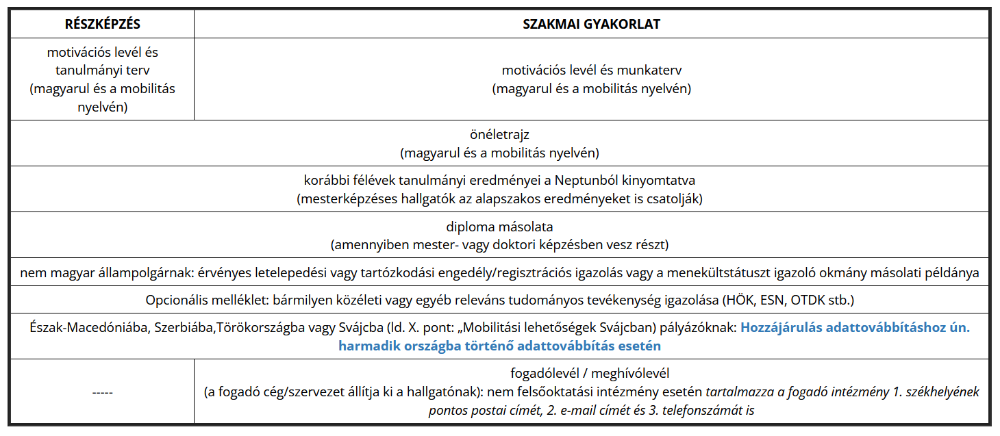 RÉSZKÉPZÉS
SZAKMAI GYAKORLAT
motivációs levél és
tanulmányi terv
(magyarul és a mobilitás
nyelvén)
motivációs levél és munkaterv
(magyarul és a mobilitás nyelvén)
önéletrajz
(magyarul és a mobilitás nyelvén)
korábbi félévek tanulmányi eredményei a Neptunból kinyomtatva
(mesterképzéses hallgatók az alapszakos eredményeket is csatolják)
diploma másolata
(amennyiben mester- vagy doktori képzésben vesz részt)
nem magyar állampolgárnak: érvényes letelepedési vagy tartózkodási engedély/regisztrációs igazolás vagy a menekültstátuszt igazoló okmány másolati példánya
Opcionális melléklet: bármilyen közéleti vagy egyéb releváns tudományos tevékenység igazolása (HÖK, ESN, OTDK stb.)
Észak-Macedóniába, Szerbiába,Törökországba vagy Svájcba (ld. X. pont: „Mobilitási lehetőségek Svájcban) pályázóknak: Hozzájárulás adattovábbításhoz ún.
harmadik országba történő adattovábbítás esetén
-----
fogadólevél / meghívólevél
(a fogadó cég/szervezet állítja ki a hallgatónak): nem felsőoktatási intézmény esetén tartalmazza a fogadó intézmény 1. székhelyének
pontos postai címét, 2. e-mail címét és 3. telefonszámát is